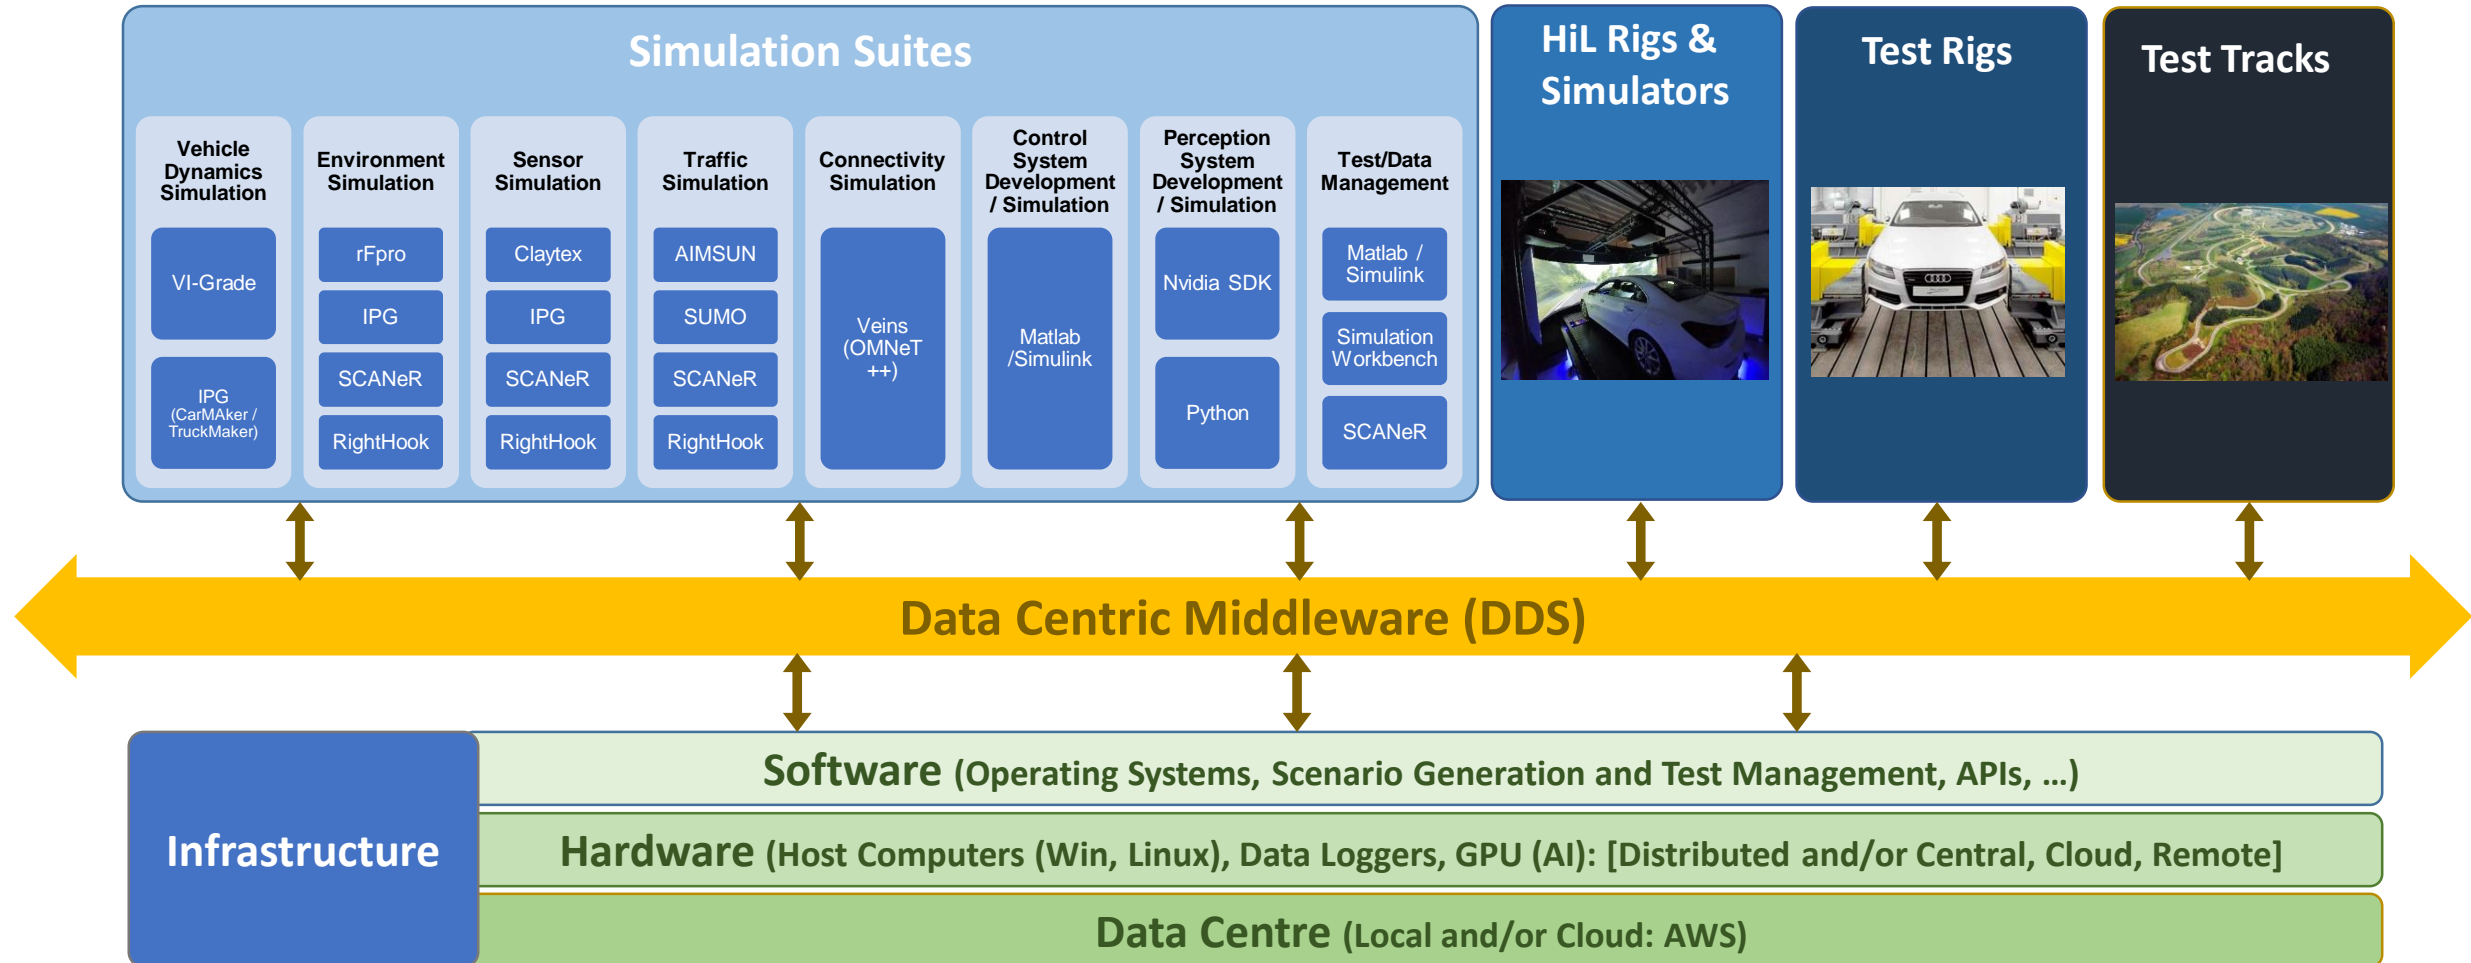 Simulation Suites
HiL Rigs &
Simulators
Test Rigs
Test Tracks
Vehicle
Dynamics
Simulation
VI-Grade
IPG
(CarMAker /
TruckMaker)
Environment
Simulation
rFpro
IPG
SCANeR
RightHook
Sensor
Simulation
Claytex
IPG
SCANeR
RightHook
Traffic
Simulation
AIMSUN
SUMO
SCANeR
RightHook
Connectivity
Simulation
Veins
(OMNeT
++)
Control
System
Development
/ Simulation
Matlab
/Simulink
Perception
System
Development
/ Simulation
Nvidia SDK
Python
Test/Data
Management
Matlab /
Simulink
Simulation
Workbench
SCANeR
Data Centric Middleware (DDS)
Infrastructure
Software (Operating Systems, Scenario Generation and Test Management, APIs, ...)
Hardware (Host Computers (Win, Linux), Data Loggers, GPU (AI): [Distributed and/or Central, Cloud, Remote]
Data Centre (Local and/or Cloud: AWS)